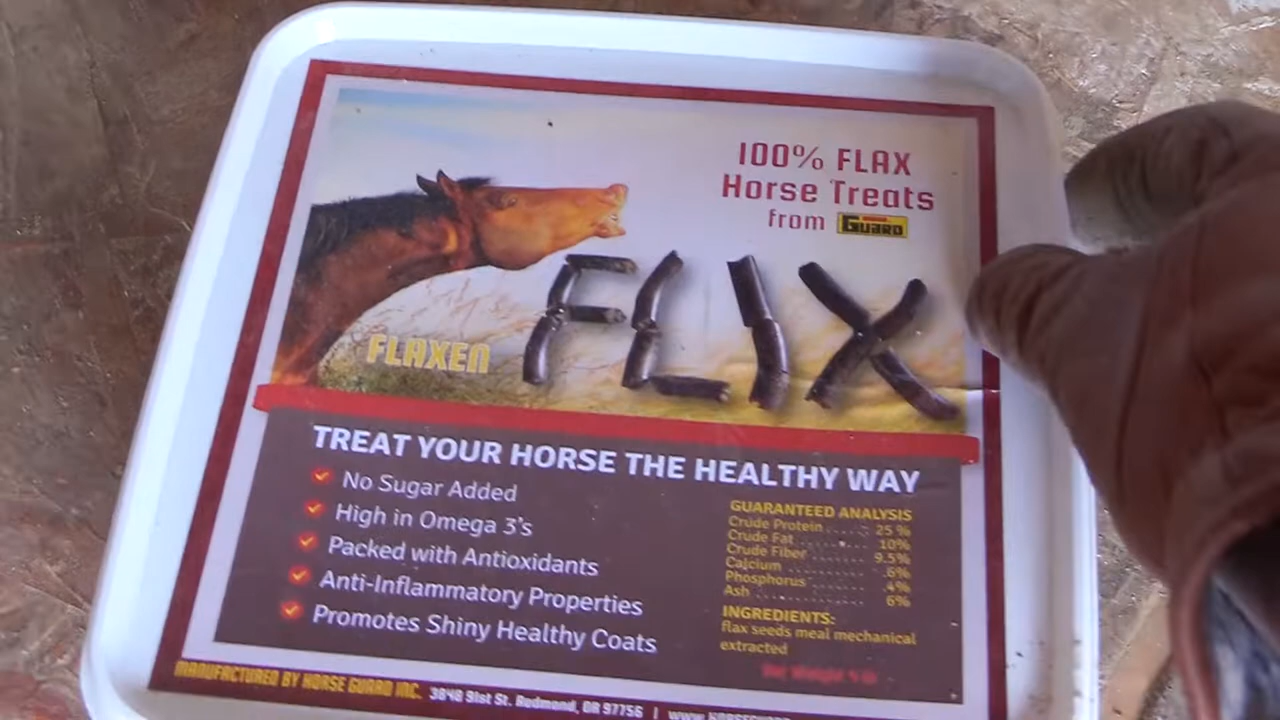 100% FLAX
Horse Treats
from GUARD
FLIX
FLAXEN
TREAT YOUR HORSE THE HEALTHY WAY
No Sugar Added
High in Omega 3's
Packed with Antioxidants
Anti-Inflammatory Properties
Promotes Shiny Healthy Coats
GUARANTEED ANALYSIS
Crude Protein ..... 25 %
Crude Fat ........... 10%
Crude Fiber ........ 9.5%
Calcium ............. .6%
Phosphorus ......... .4%
Ash ................. 6%
INGREDIENTS:
flax seeds meal mechanical
extracted
Net Weight
MANUFACTURED BY HORSE GUARD INC. 3848 91st St. Redmond, OR 97756 |